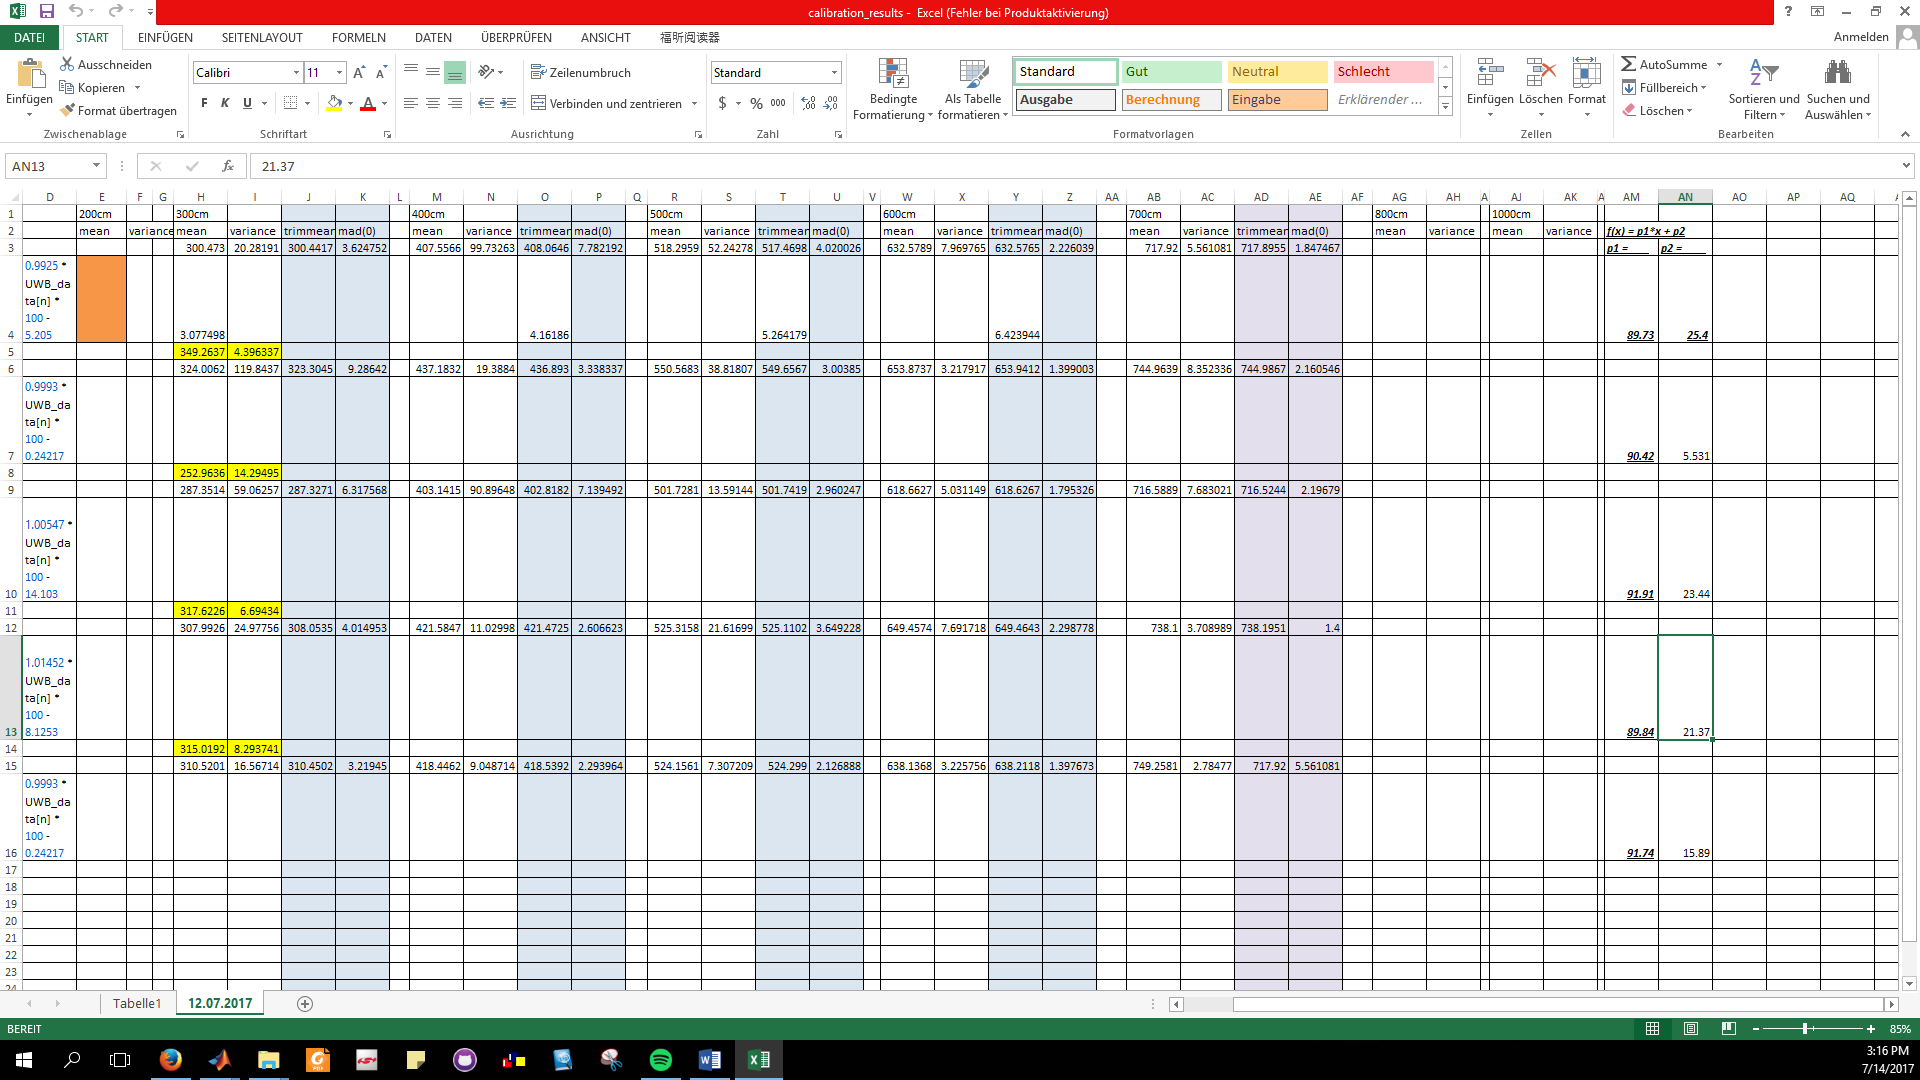 calibration_results - Excel (Fehler bei Produktaktivierung)
DATEI START EINFÜGEN SEITENLAYOUT FORMELN DATEN ÜBERPRÜFEN ANSICHT 福昕阅读器 Anmelden
Einfügen
Ausschneiden
Kopieren
Format übertragen
Zwischenablage
Calibri 11
F K U
Schriftart
Zeilenumbruch
Verbinden und zentrieren
Ausrichtung
Standard
$ % 000
Zahl
Bedingte Formatierung
Als Tabelle formatieren
Standard Gut Neutral Schlecht
Ausgabe Berechnung Eingabe Erklärender ...
Formatvorlagen
Einfügen Löschen Format
Zellen
AutoSumme
Füllbereich
Löschen
Sortieren und Filtern
Suchen und Auswählen
Bearbeiten
AN13 fx 21.37
D E F G H I J K L M N O P Q R S T U V W X Y Z AA AB AC AD AE AF AG AH A AJ AK A AM AN AO AP AQ
1 200cm 300cm 400cm 500cm 600cm 700cm 800cm 1000cm
2 mean variance mean variance trimmean mad(0) mean variance trimmean mad(0) mean variance trimmean mad(0) mean variance trimmean mad(0) mean variance trimmean mad(0) mean variance mean variance f(x) = p1*x + p2
3 300.473 20.28191 300.4417 3.624752 407.5566 99.73263 408.0646 7.782192 518.2959 52.24278 517.4698 4.020026 632.5789 7.969765 632.5765 2.226039 717.92 5.561081 717.8955 1.847467 p1 = p2 =
0.9925 *
UWB_da
ta[n] *
100 -
4 5.205 3.077498 4.16186 5.264179 6.423944 89.73 25.4
5 349.2637 4.396337
6 324.0062 119.8437 323.3045 9.28642 437.1832 19.3884 436.893 3.338337 550.5683 38.81807 549.6567 3.00385 653.8737 3.217917 653.9412 1.399003 744.9639 8.352336 744.9867 2.160546
0.9993 *
UWB_da
ta[n] *
100 -
7 0.24217 90.42 5.531
8 252.9636 14.29495
9 287.3514 59.06257 287.3271 6.317568 403.1415 90.89648 402.8182 7.139492 501.7281 13.59144 501.7419 2.960247 618.6627 5.031149 618.6267 1.795326 716.5889 7.683021 716.5244 2.19679
1.00547 *
UWB_da
ta[n] *
100 -
10 14.103 91.91 23.44
11 317.6226 6.69434
12 307.9926 24.97756 308.0535 4.014953 421.5847 11.02998 421.4725 2.606623 525.3158 21.61699 525.1102 3.649228 649.4574 7.691718 649.4643 2.298778 738.1 3.708989 738.1951 1.4
1.01452 *
UWB_da
ta[n] *
100 -
13 8.1253 89.84 21.37
14 315.0192 8.293741
15 310.5201 16.56714 310.4502 3.21945 418.4462 9.048714 418.5392 2.293964 524.1561 7.307209 524.299 2.126888 638.1368 3.225756 638.2118 1.397673 749.2581 2.78477 717.92 5.561081
0.9993 *
UWB_da
ta[n] *
100 -
16 0.24217 91.74 15.89
17
18
19
20
21
22
23
24
Tabelle1 12.07.2017
BEREIT 85%
3:16 PM
7/14/2017